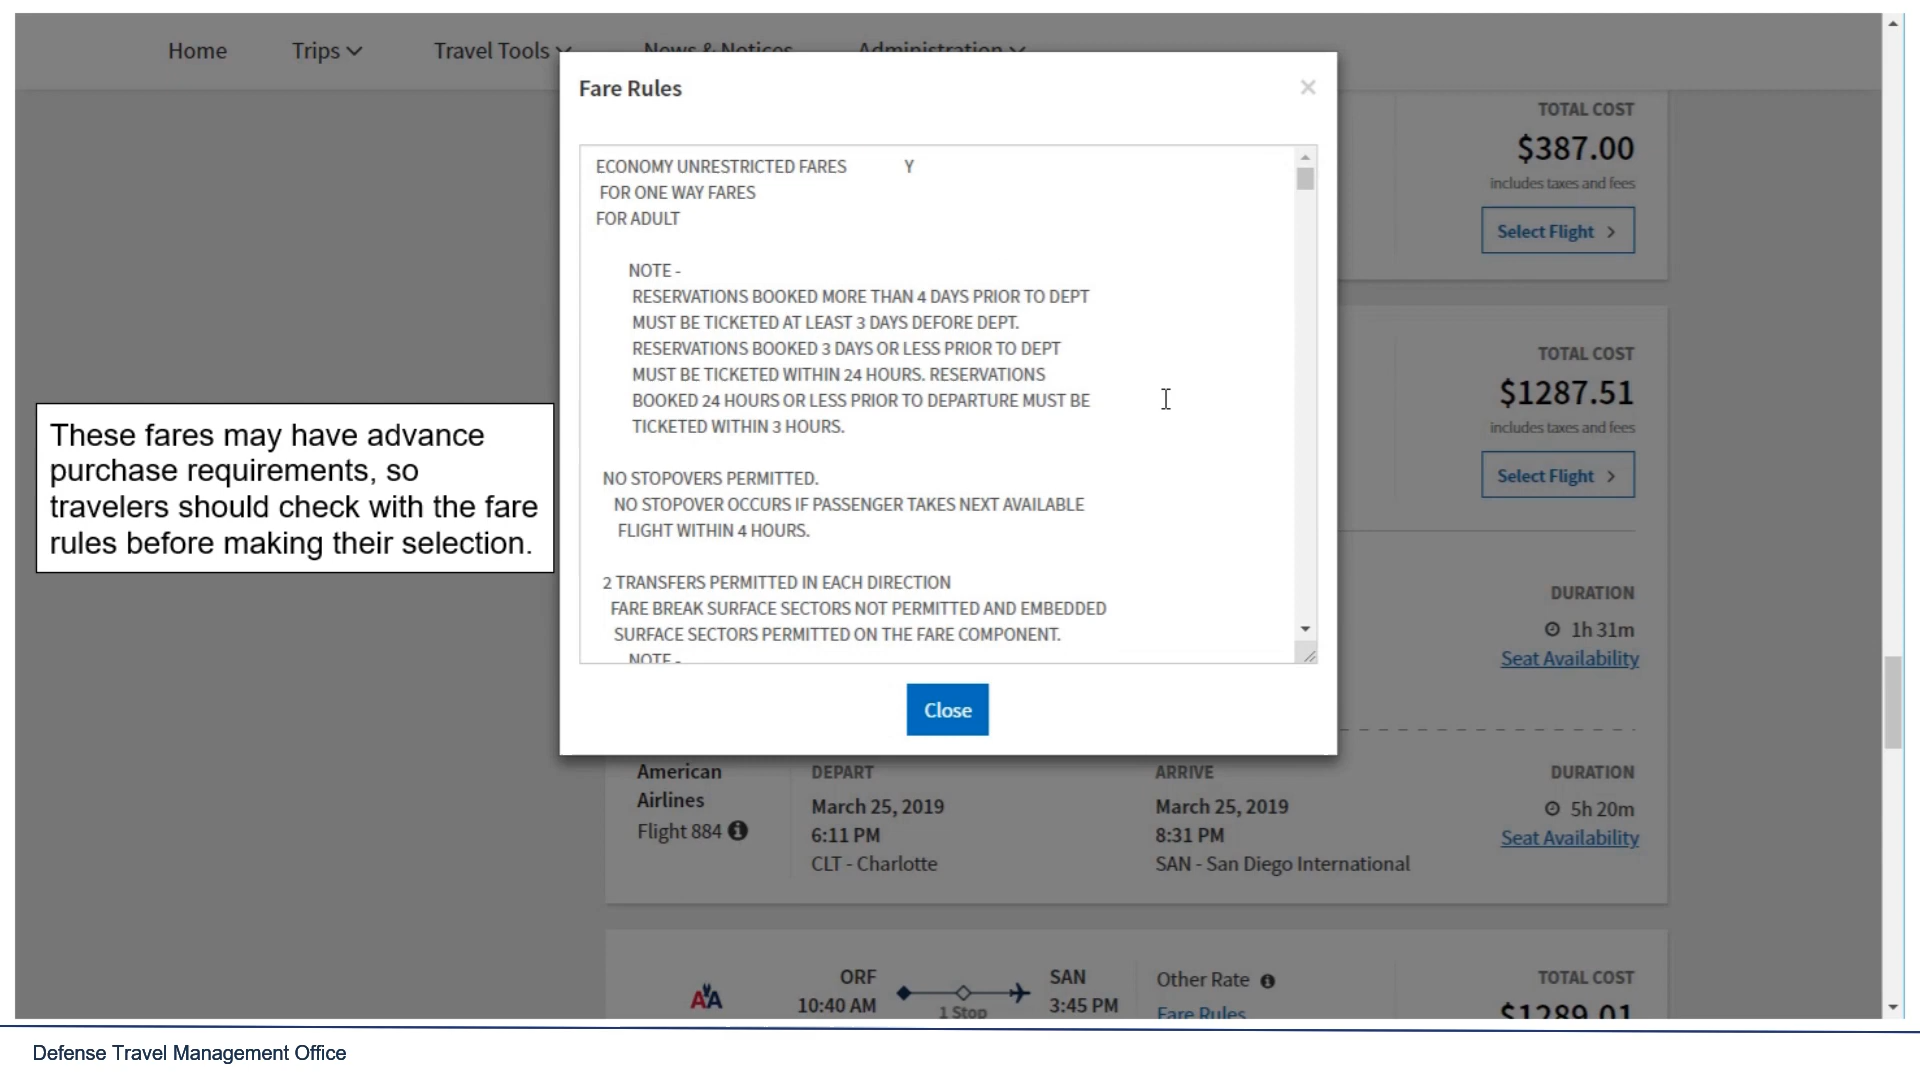 Home Trips Travel Tools News & Notices Administration
Fare Rules
×
TOTAL COST
$387.00
includes taxes and fees
Select Flight
ECONOMY UNRESTRICTED FARES Y
FOR ONE WAY FARES
FOR ADULT
NOTE -
RESERVATIONS BOOKED MORE THAN 4 DAYS PRIOR TO DEPT
MUST BE TICKETED AT LEAST 3 DAYS DEFORE DEPT.
RESERVATIONS BOOKED 3 DAYS OR LESS PRIOR TO DEPT
MUST BE TICKETED WITHIN 24 HOURS. RESERVATIONS
BOOKED 24 HOURS OR LESS PRIOR TO DEPARTURE MUST BE
TICKETED WITHIN 3 HOURS.
NO STOPOVERS PERMITTED.
NO STOPOVER OCCURS IF PASSENGER TAKES NEXT AVAILABLE
FLIGHT WITHIN 4 HOURS.
2 TRANSFERS PERMITTED IN EACH DIRECTION
FARE BREAK SURFACE SECTORS NOT PERMITTED AND EMBEDDED
SURFACE SECTORS PERMITTED ON THE FARE COMPONENT.
NOTE -
Close
These fares may have advance
purchase requirements, so
travelers should check with the fare
rules before making their selection.
TOTAL COST
$1287.51
includes taxes and fees
Select Flight
DURATION
1h 31m
Seat Availability
American
Airlines
Flight 884
DEPART
March 25, 2019
6:11 PM
CLT - Charlotte
ARRIVE
March 25, 2019
8:31 PM
SAN - San Diego International
DURATION
5h 20m
Seat Availability
AA
ORF
10:40 AM
1 Stop
SAN
3:45 PM
Other Rate
Fare Rules
TOTAL COST
$1289.01
Defense Travel Management Office